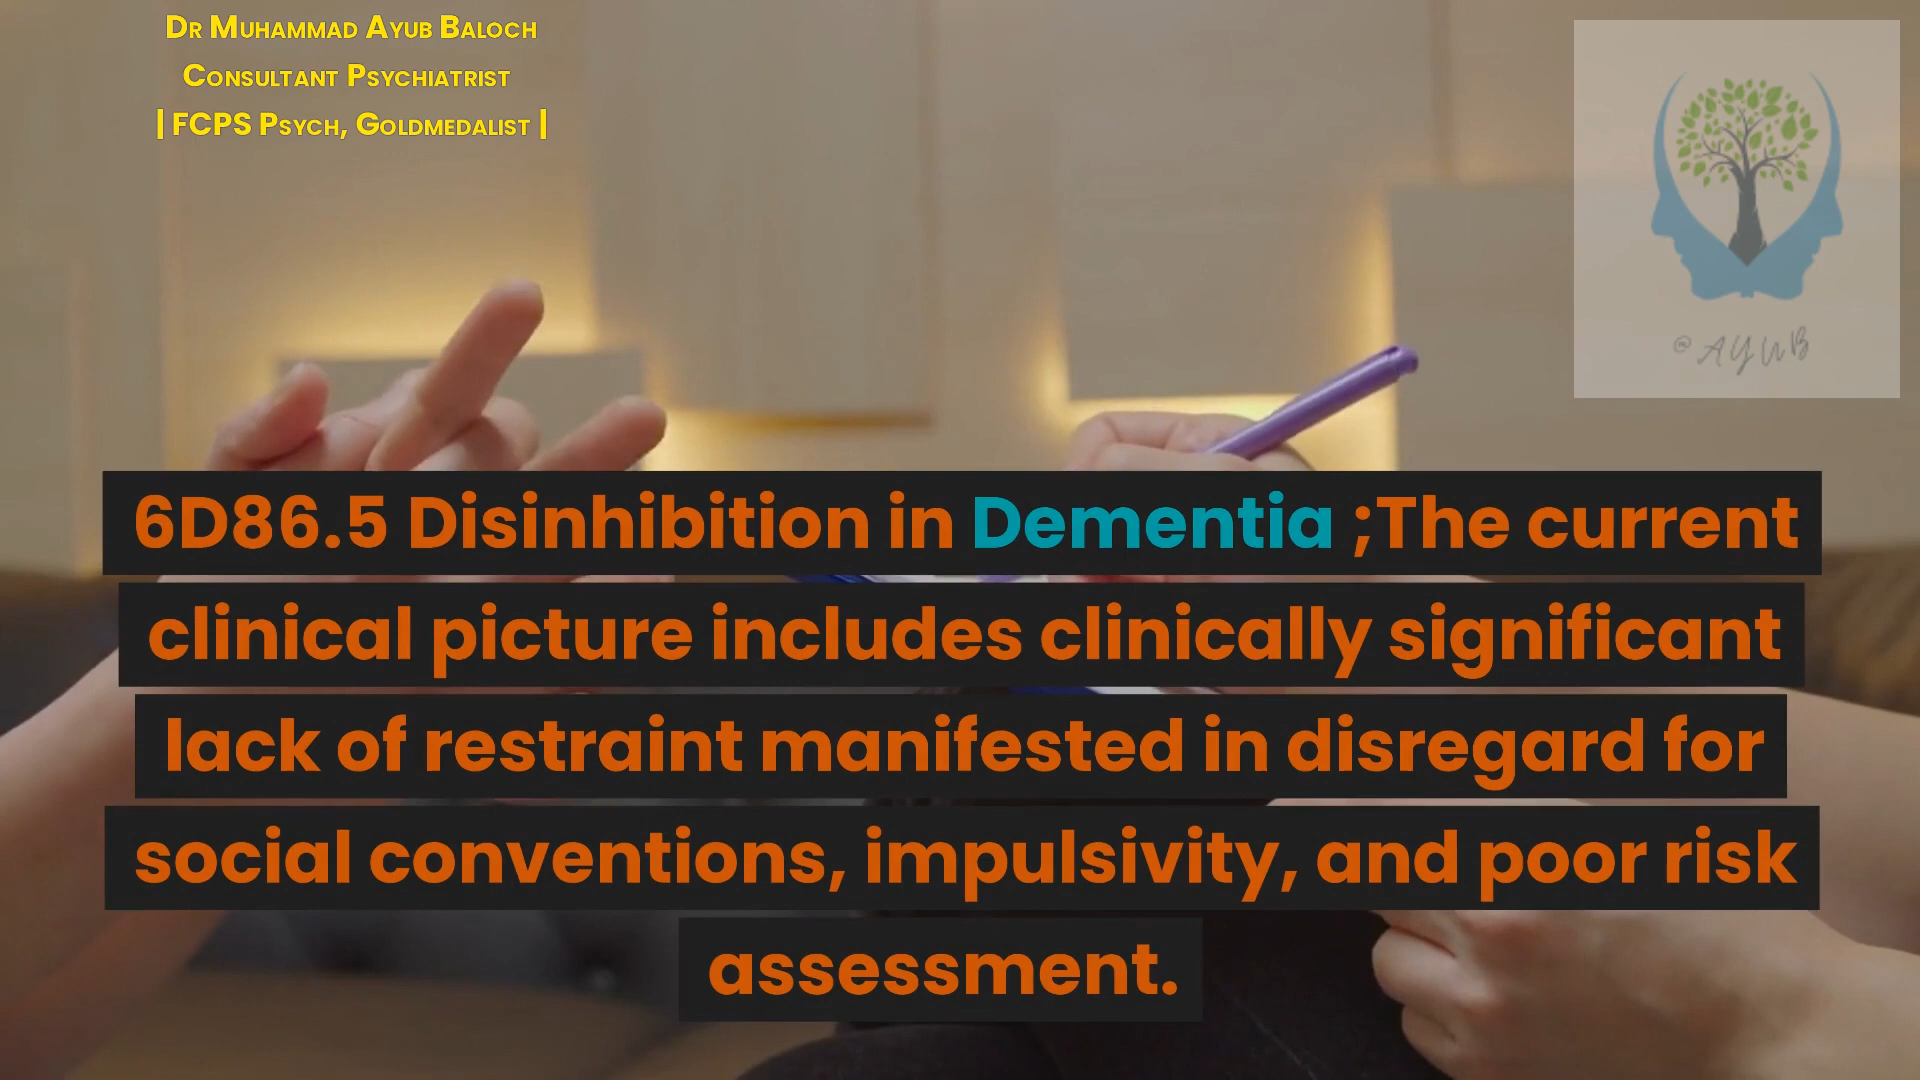 Dr Muhammad Ayub Baloch
Consultant Psychiatrist
| FCPS Psych, Goldmedalist |
@AYUB
6D86.5 Disinhibition in Dementia ;The current
clinical picture includes clinically significant
lack of restraint manifested in disregard for
social conventions, impulsivity, and poor risk
assessment.